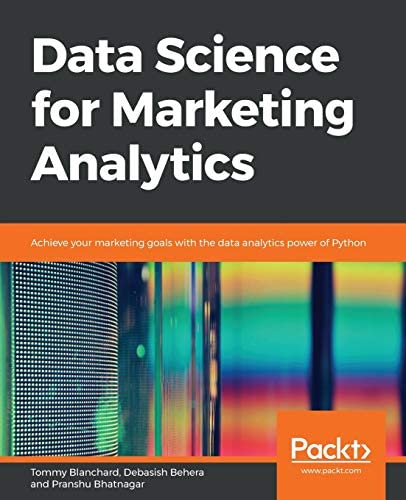 Data Science
for Marketing
Analytics
Achieve your marketing goals with the data analytics power of Python
Packt>
www.packt.com
Tommy Blanchard, Debasish Behera
and Pranshu Bhatnagar